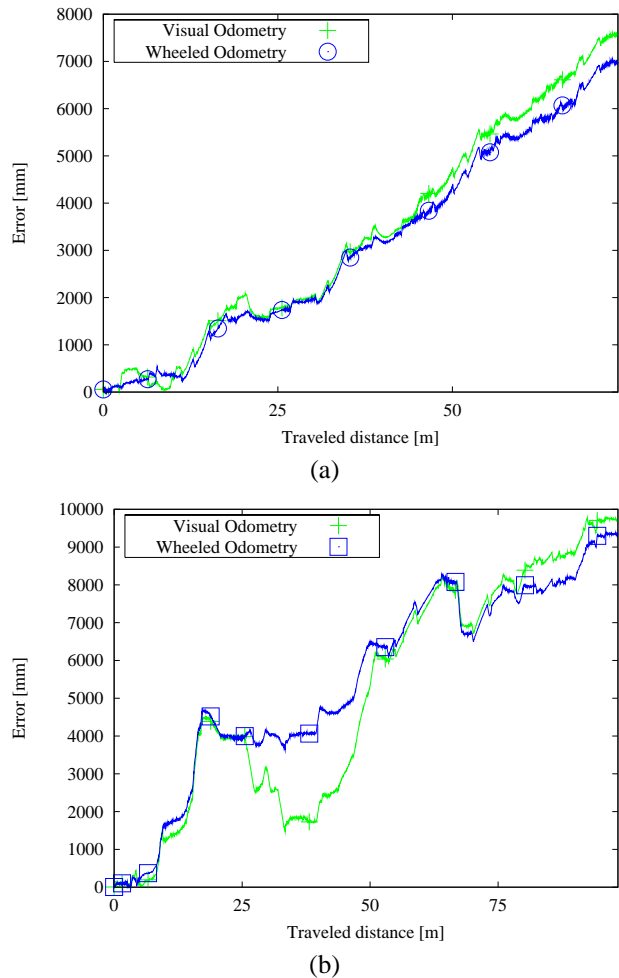 8000
7000
6000
5000
4000
3000
2000
1000
0
Error [mm]
Visual Odometry
Wheeled Odometry
0 25 50
Traveled distance [m]
(a)
10000
9000
8000
7000
6000
5000
4000
3000
2000
1000
0
Error [mm]
Visual Odometry
Wheeled Odometry
0 25 50 75
Traveled distance [m]
(b)